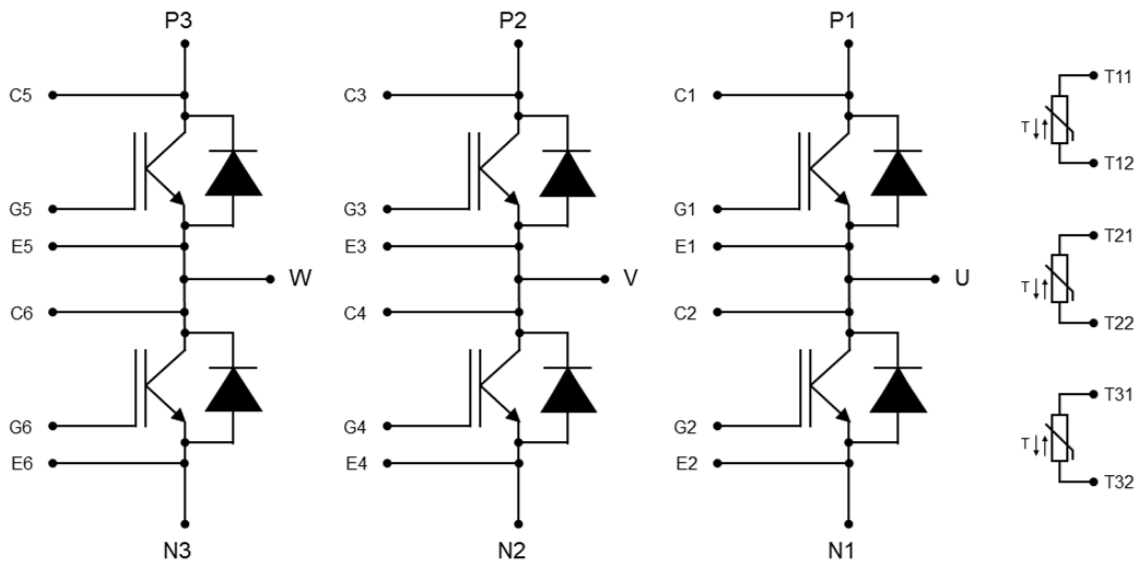 P3 P2 P1
T11
C5 C3 C1
T
T12
G5 G3 G1
T21
E5 E3 E1
W V U
T
C6 C4 C2
T22
T31
G6 G4 G2
T
E6 E4 E2
T32
N3 N2 N1